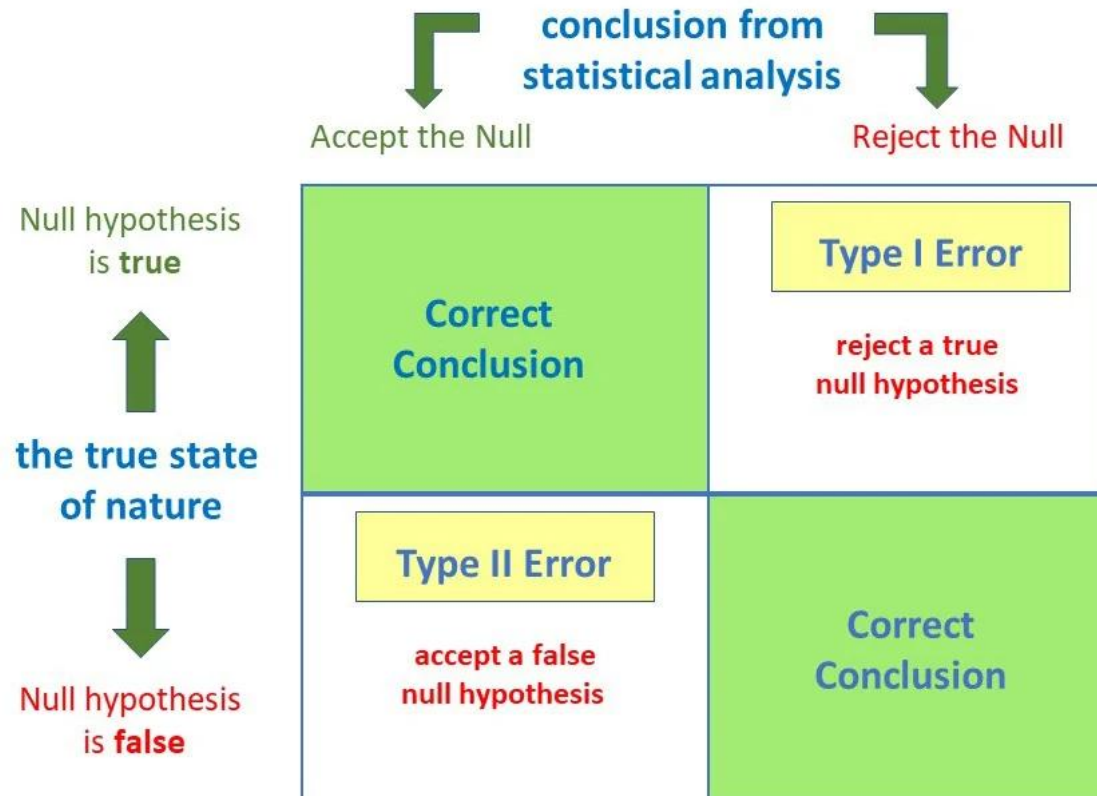 conclusion from
statistical analysis
Accept the Null
Reject the Null
Null hypothesis
is true
Type I Error
Correct
Conclusion
reject a true
null hypothesis
the true state
of nature
Type II Error
accept a false
null hypothesis
Correct
Conclusion
Null hypothesis
is false